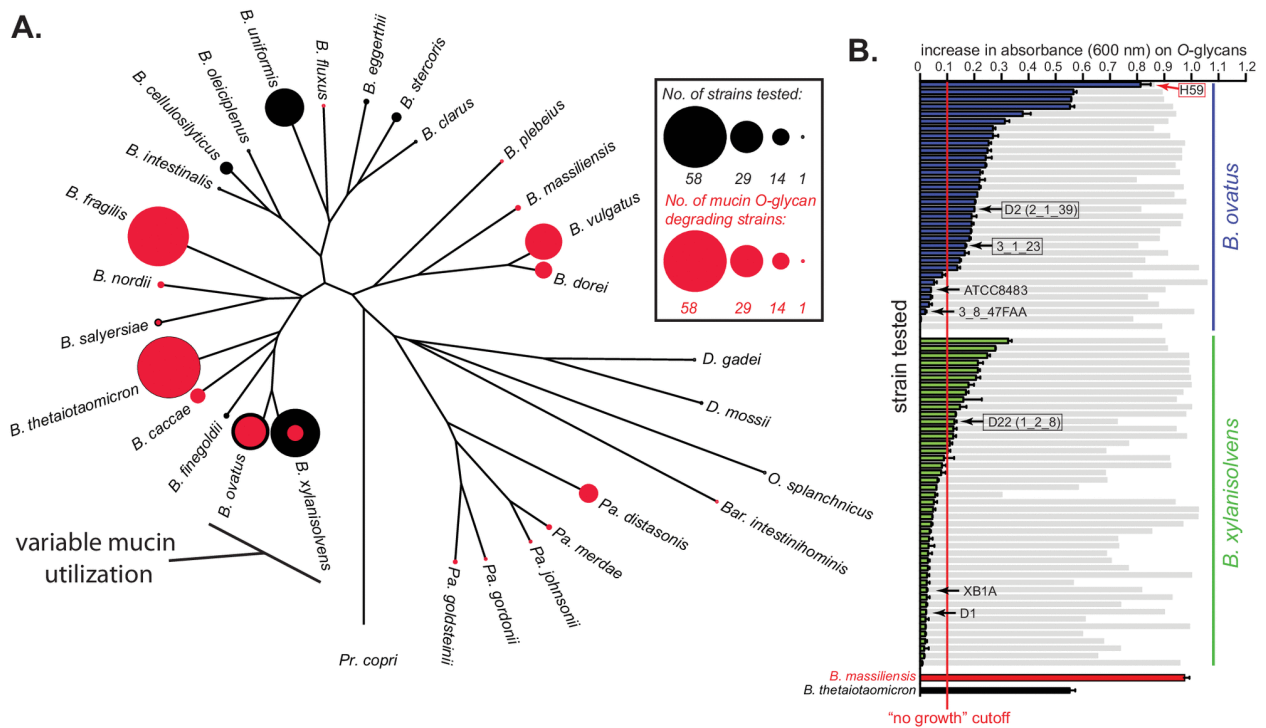 A.
B. uniformis
B. fluxus
B. eggerthii
B. stercoris
B. clarus
B. oleiciplenus
B. cellulosilyticus
B. intestinalis
B. plebeius
B. massiliensis
B. vulgatus
B. dorei
B. fragilis
B. nordii
B. salyersiae
B. thetaiotaomicron
B. caccae
B. finegoldii
B. ovatus
B. xylanisolvens
variable mucin
utilization
Pr. copri
Pa. goldsteinii
Pa. gordonii
Pa. johnsonii
Pa. merdae
Pa. distasonis
Bar. intestinihominis
O. splanchnicus
D. mossii
D. gadei
No. of strains tested:
58 29 14 1
No. of mucin O-glycan
degrading strains:
58 29 14 1
B.
increase in absorbance (600 nm) on O-glycans
0 0.1 0.2 0.3 0.4 0.5 0.6 0.7 0.8 0.9 1.0 1.1 1.2
H59
D2 (2_1_39)
3_1_23
ATCC8483
3_8_47FAA
B. ovatus
strain tested
D22 (1_2_8)
XB1A
D1
B. xylanisolvens
B. massiliensis
B. thetaiotaomicron
“no growth” cutoff